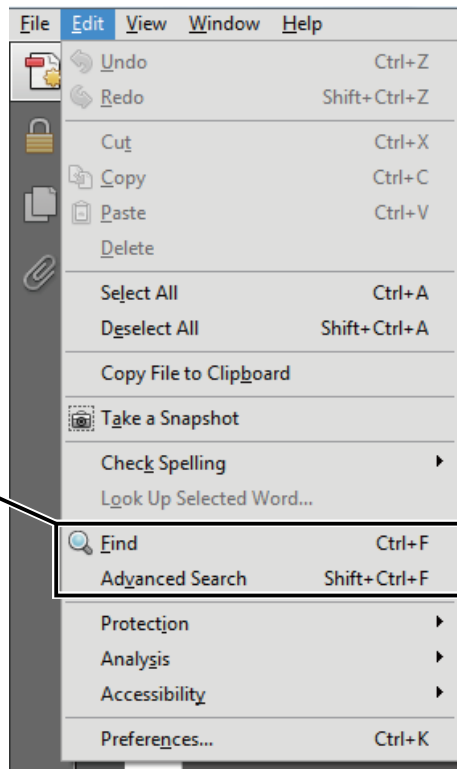 File Edit View Window Help
Undo Ctrl+Z
Redo Shift+Ctrl+Z
Cut Ctrl+X
Copy Ctrl+C
Paste Ctrl+V
Delete
Select All Ctrl+A
Deselect All Shift+Ctrl+A
Copy File to Clipboard
Take a Snapshot
Check Spelling
Look Up Selected Word...
Find Ctrl+F
Advanced Search Shift+Ctrl+F
Protection
Analysis
Accessibility
Preferences... Ctrl+K